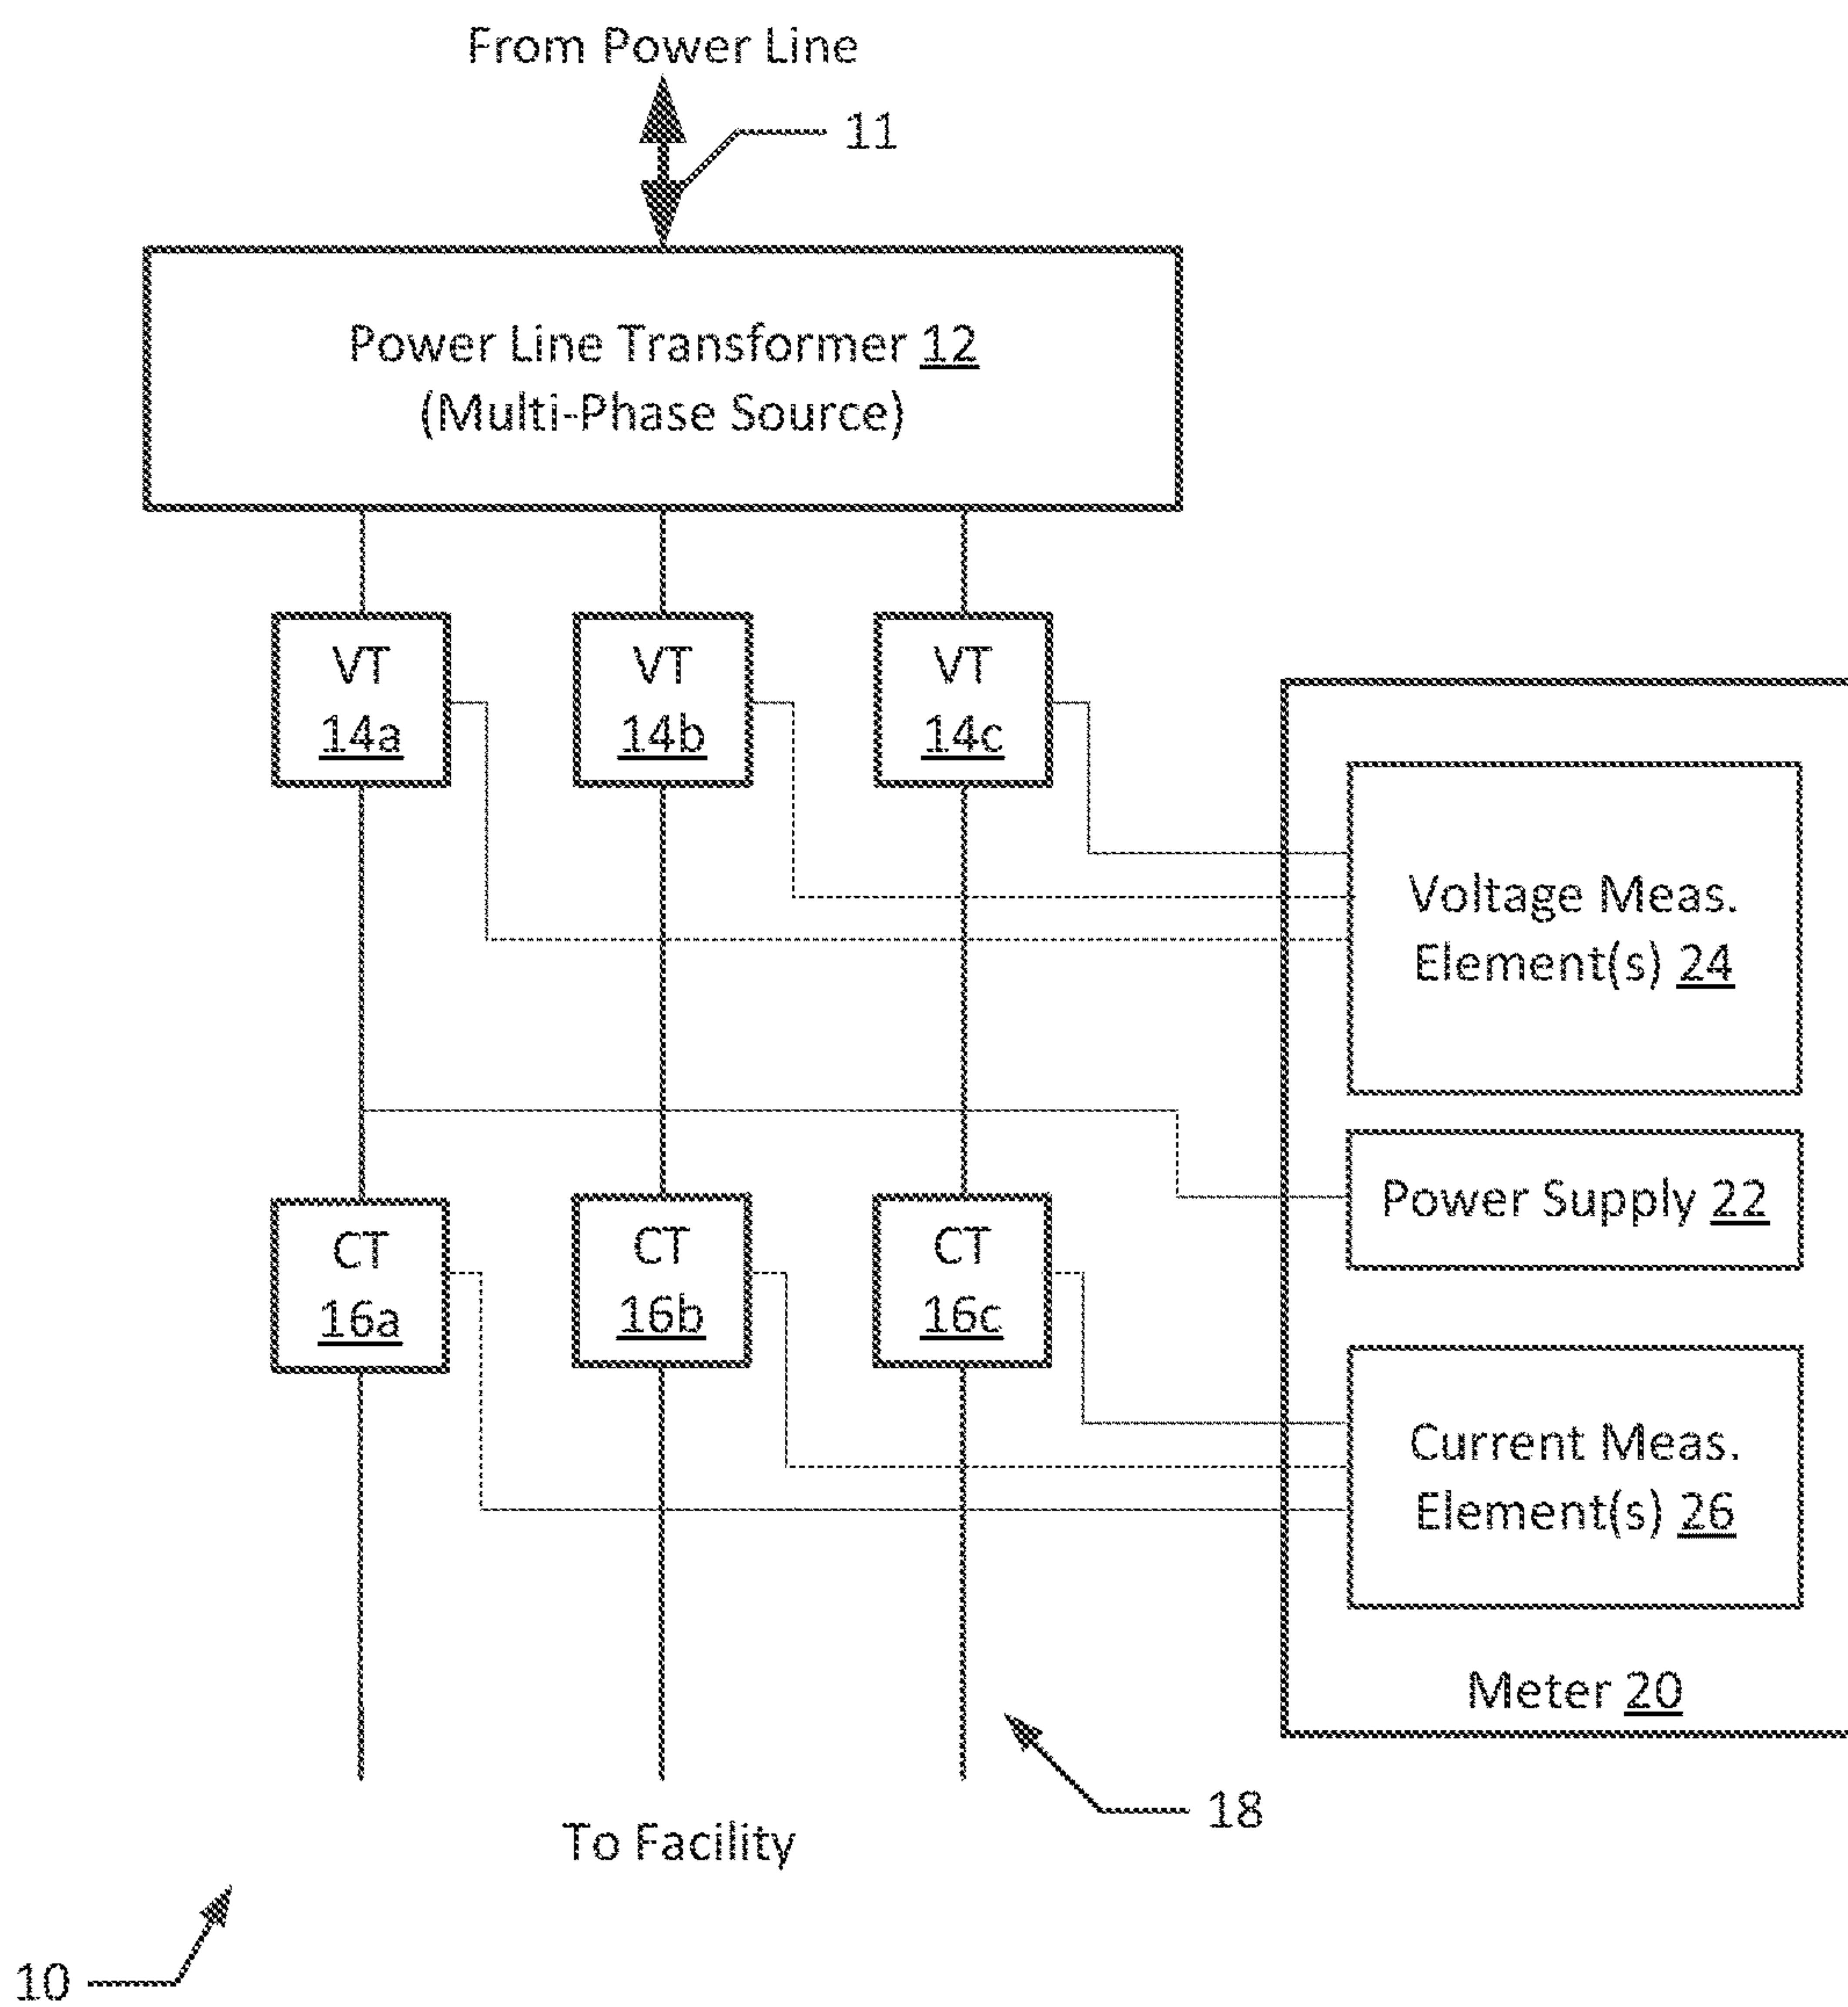 From Power Line
11
Power Line Transformer 12
(Multi-Phase Source)
VT
14a
VT
14b
VT
14c
Voltage Meas.
Element(s) 24
Power Supply 22
CT
16a
CT
16b
CT
16c
Current Meas.
Element(s) 26
Meter 20
18
To Facility
10